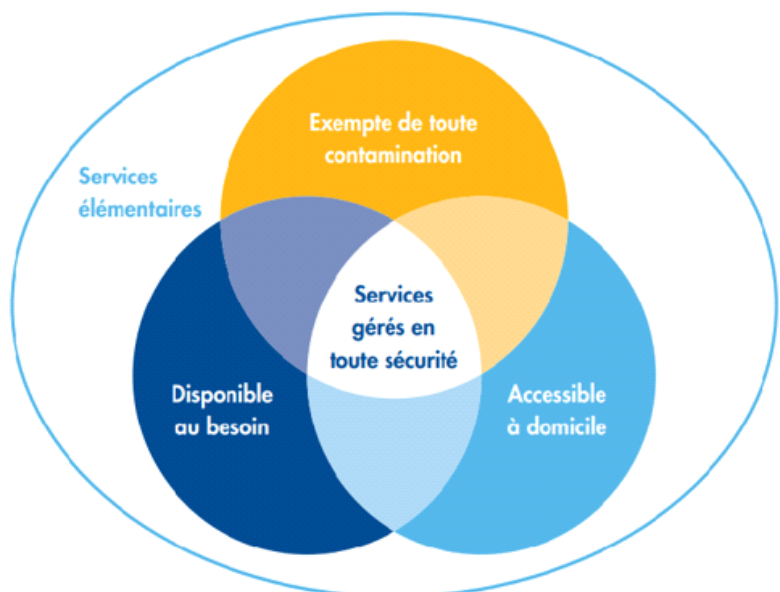 Exempte de toute
contamination
Services
élémentaires
Services
gérés en
toute sécurité
Disponible
au besoin
Accessible
à domicile